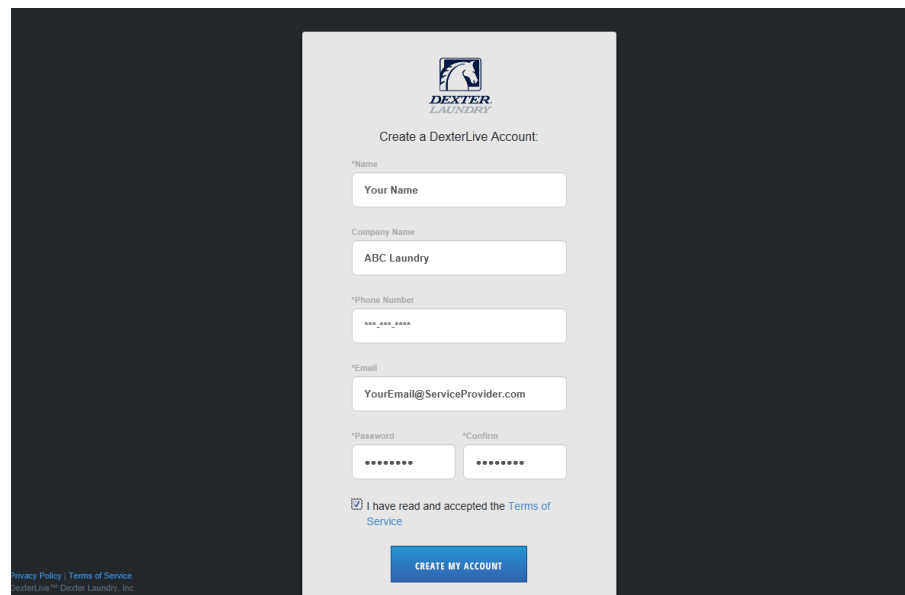 DEXTER.
LAUNDRY
Create a DexterLive Account:
*Name
Your Name
Company Name
ABC Laundry
*Phone Number
***-***-****
*Email
YourEmail@ServiceProvider.com
*Password *Confirm
•••••••• ••••••••
I have read and accepted the Terms of
Service
CREATE MY ACCOUNT
Privacy Policy | Terms of Service
DexterLive™ Dexter Laundry, Inc.